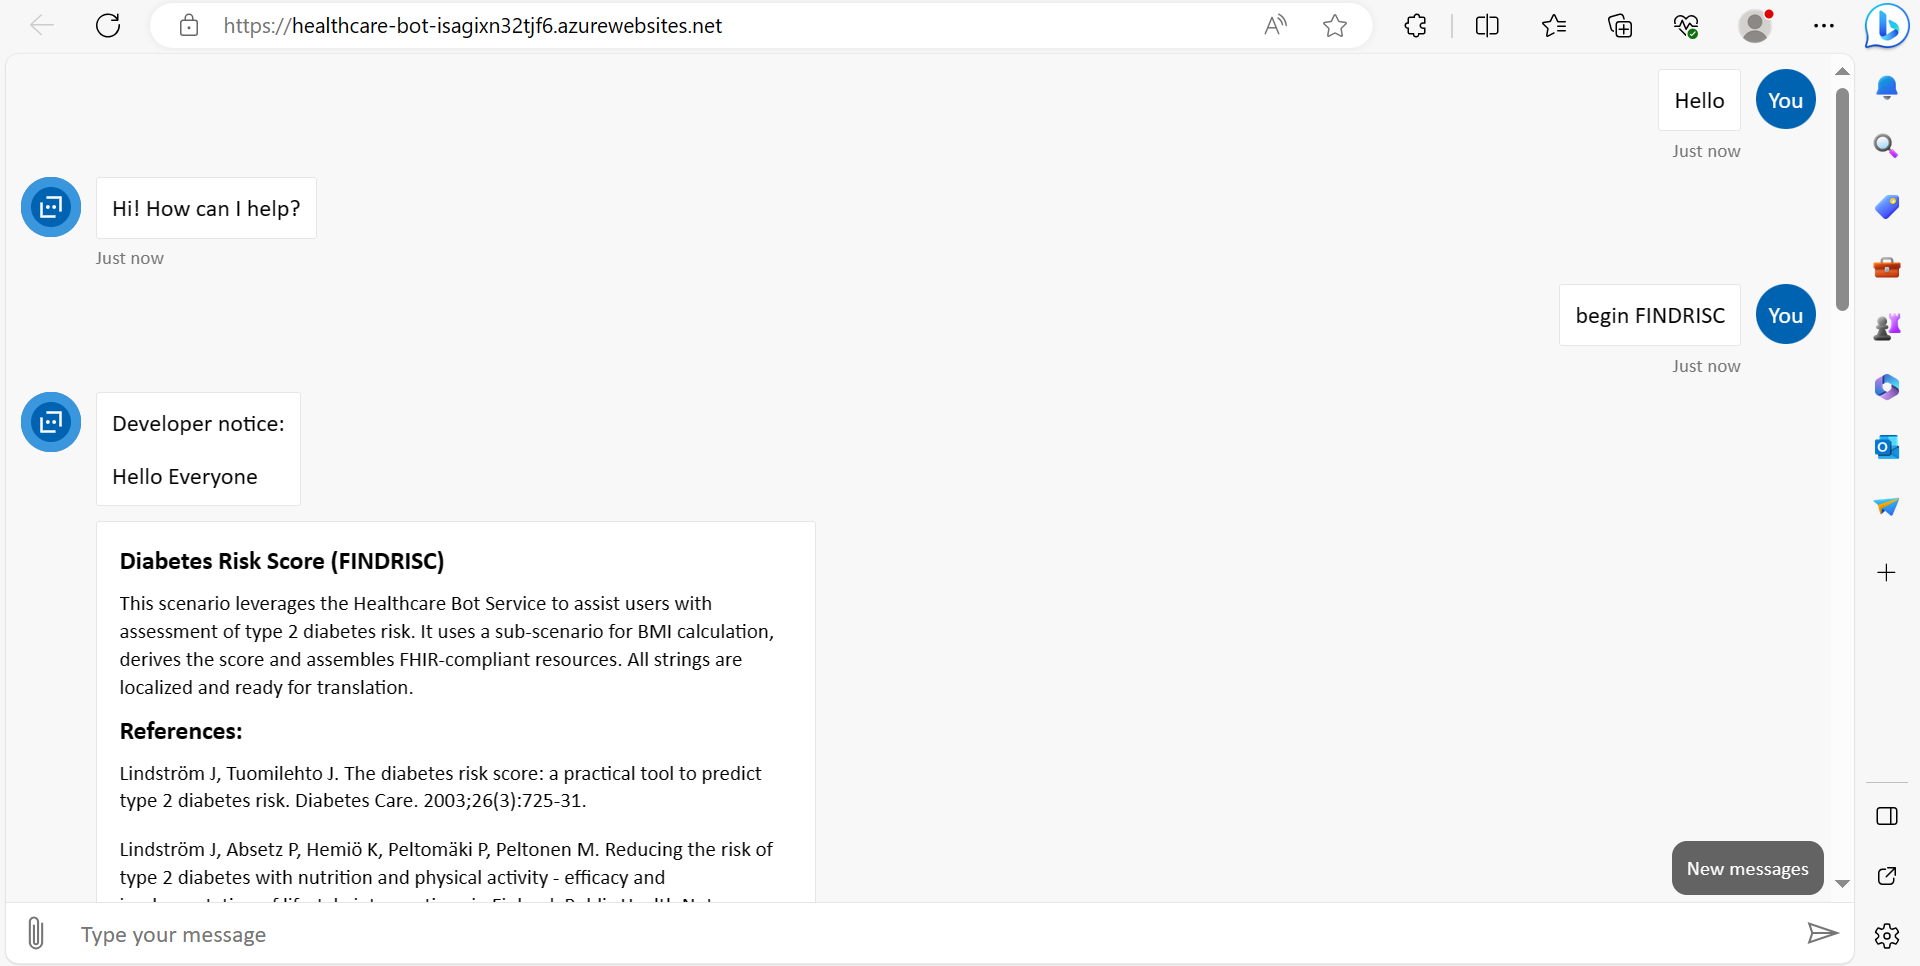 https://healthcare-bot-isagixn32tjf6.azurewebsites.net
Hello
You
Just now
Hi! How can I help?
Just now
begin FINDRISC
You
Just now
Developer notice:
Hello Everyone
Diabetes Risk Score (FINDRISC)
This scenario leverages the Healthcare Bot Service to assist users with
assessment of type 2 diabetes risk. It uses a sub-scenario for BMI calculation,
derives the score and assembles FHIR-compliant resources. All strings are
localized and ready for translation.
References:
Lindström J, Tuomilehto J. The diabetes risk score: a practical tool to predict
type 2 diabetes risk. Diabetes Care. 2003;26(3):725-31.
Lindström J, Absetz P, Hemiö K, Peltomäki P, Peltonen M. Reducing the risk of
type 2 diabetes with nutrition and physical activity - efficacy and
New messages
Type your message